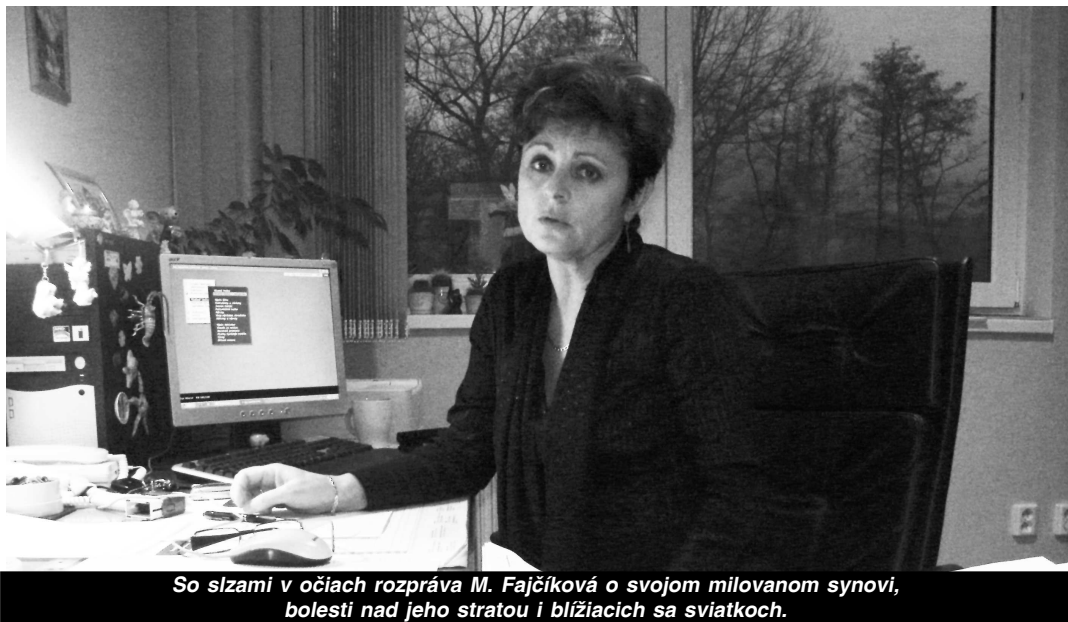 So slzami v očiach rozpráva M. Fajčíková o svojom milovanom synovi,
bolesti nad jeho stratou i blížiacich sa sviatkoch.